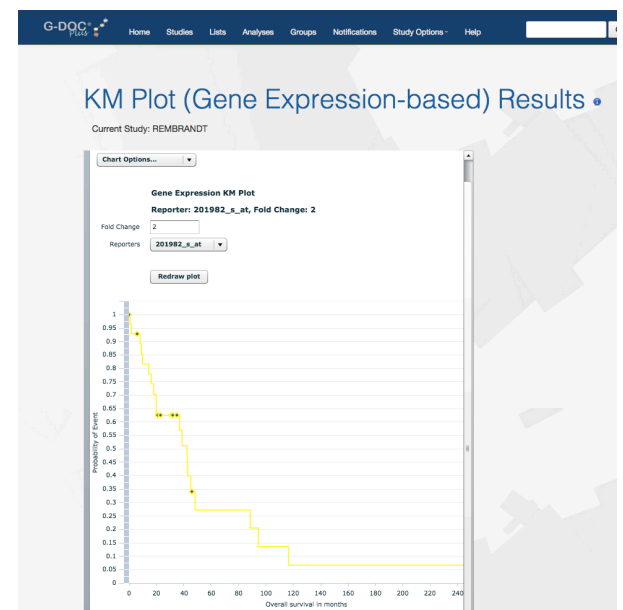 G-DOC Plus
Home Studies Lists Analyses Groups Notifications Study Options Help
KM Plot (Gene Expression-based) Results
Current Study: REMBRANDT
Chart Options...
Gene Expression KM Plot
Reporter: 201982_s_at, Fold Change: 2
Fold Change 2
Reporters 201982_s_at
Redraw plot
1
0.95
0.9
0.85
0.8
0.75
0.7
0.65
0.6
0.55
0.5
0.45
0.4
0.35
0.3
0.25
0.2
0.15
0.1
0.05
0
Probability of Event
0 20 40 60 80 100 120 140 160 180 200 220 240
Overall survival in months